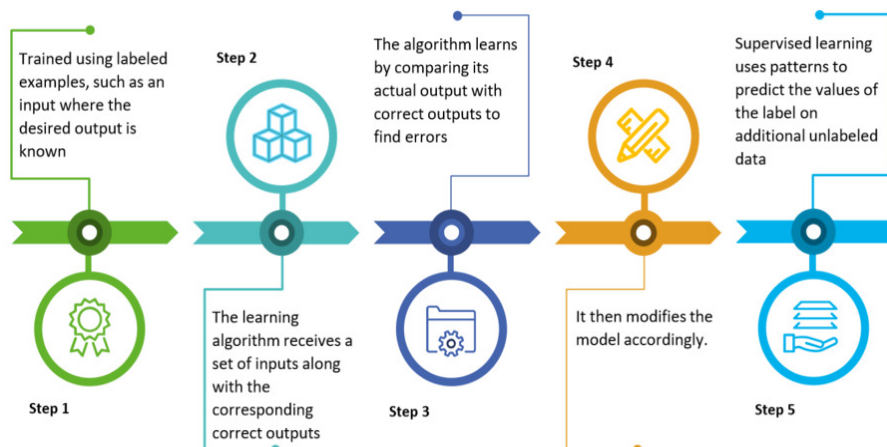 Trained using labeled
examples, such as an
input where the
desired output is
known
Step 1
Step 2
The learning
algorithm receives a
set of inputs along
with the
corresponding
correct outputs
The algorithm learns
by comparing its
actual output with
correct outputs to
find errors
Step 3
Step 4
It then modifies the
model accordingly.
Supervised learning
uses patterns to
predict the values of
the label on
additional unlabeled
data
Step 5